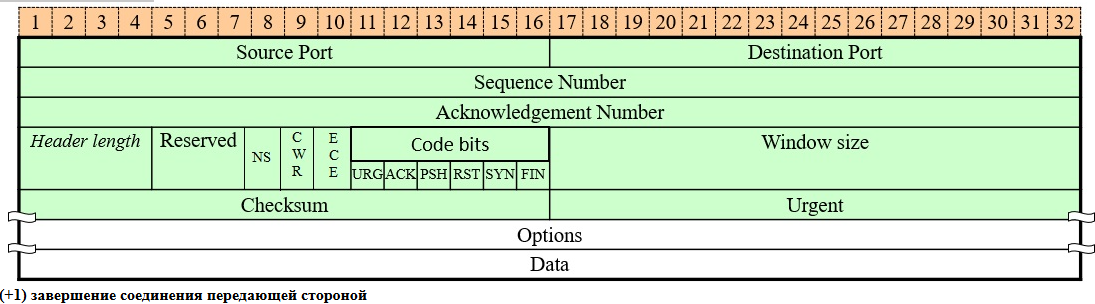 1 2 3 4 5 6 7 8 9 10 11 12 13 14 15 16 17 18 19 20 21 22 23 24 25 26 27 28 29 30 31 32
Source Port Destination Port
Sequence Number
Acknowledgement Number
Header length Reserved NS CWR ECE Code bits Window size
URG ACK PSH RST SYN FIN
Checksum Urgent
Options
Data
(+1) завершение соединения передающей стороной